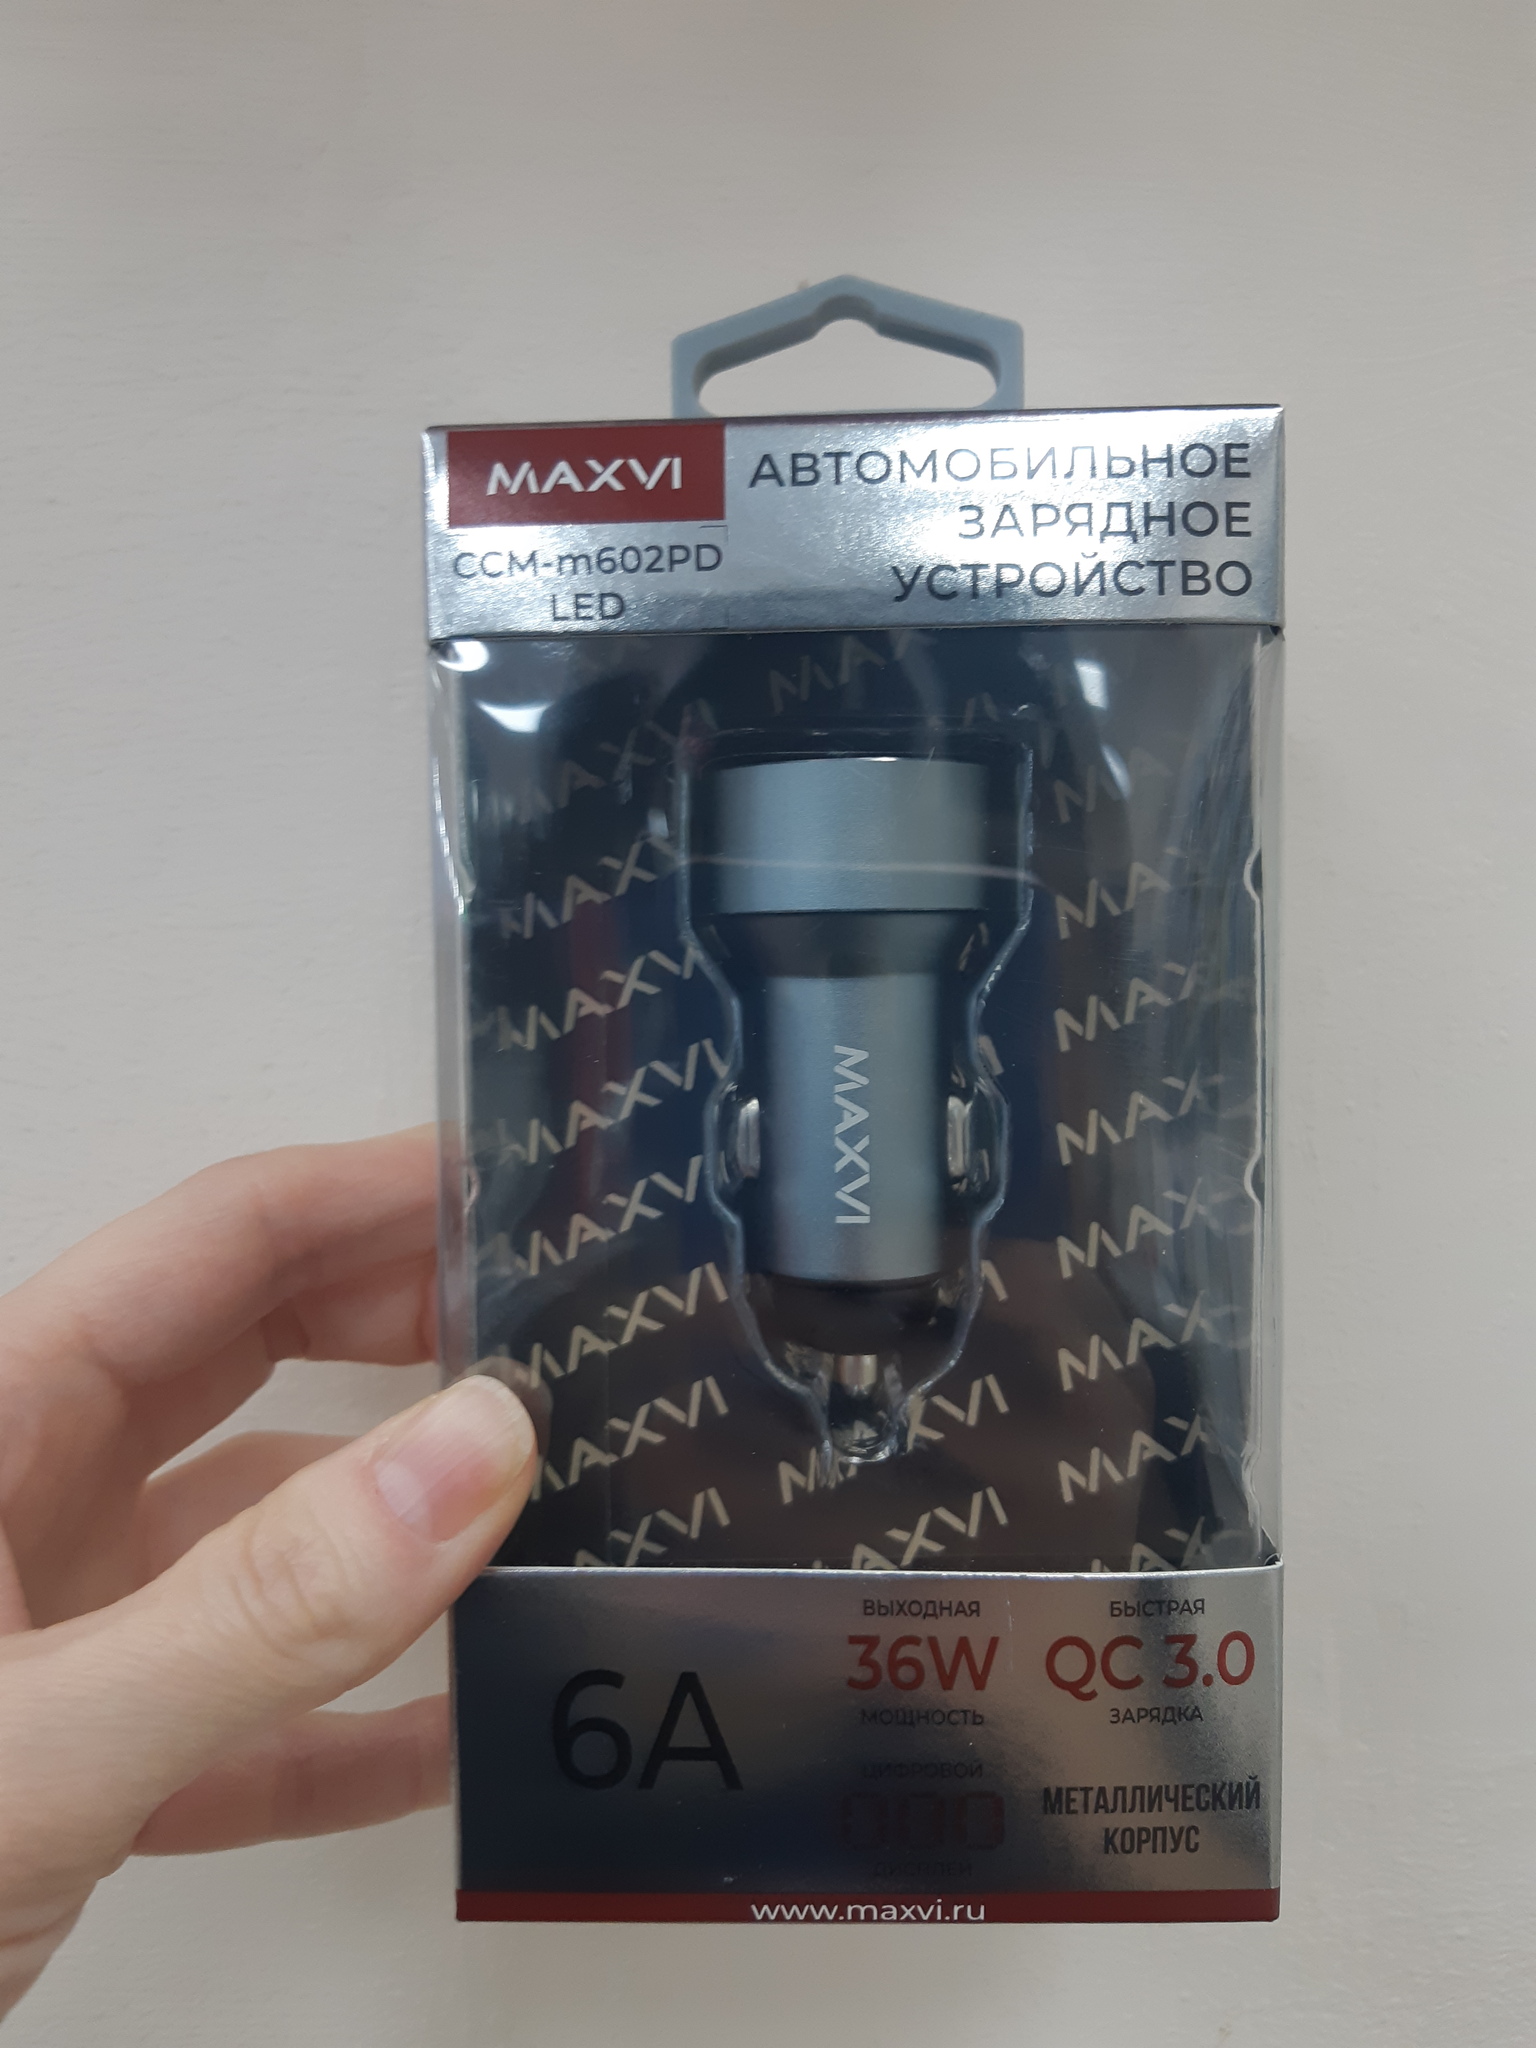 MAXVI
CCM-m602PD
LED
АВТОМОБИЛЬНОЕ
ЗАРЯДНОЕ
УСТРОЙСТВО
MAXVI
6A
ВЫХОДНАЯ
36W
МОЩНОСТЬ
БЫСТРАЯ
QC 3.0
ЗАРЯДКА
ЦИФРОВОЙ
ДИСПЛЕЙ
МЕТАЛЛИЧЕСКИЙ
КОРПУС
www.maxvi.ru